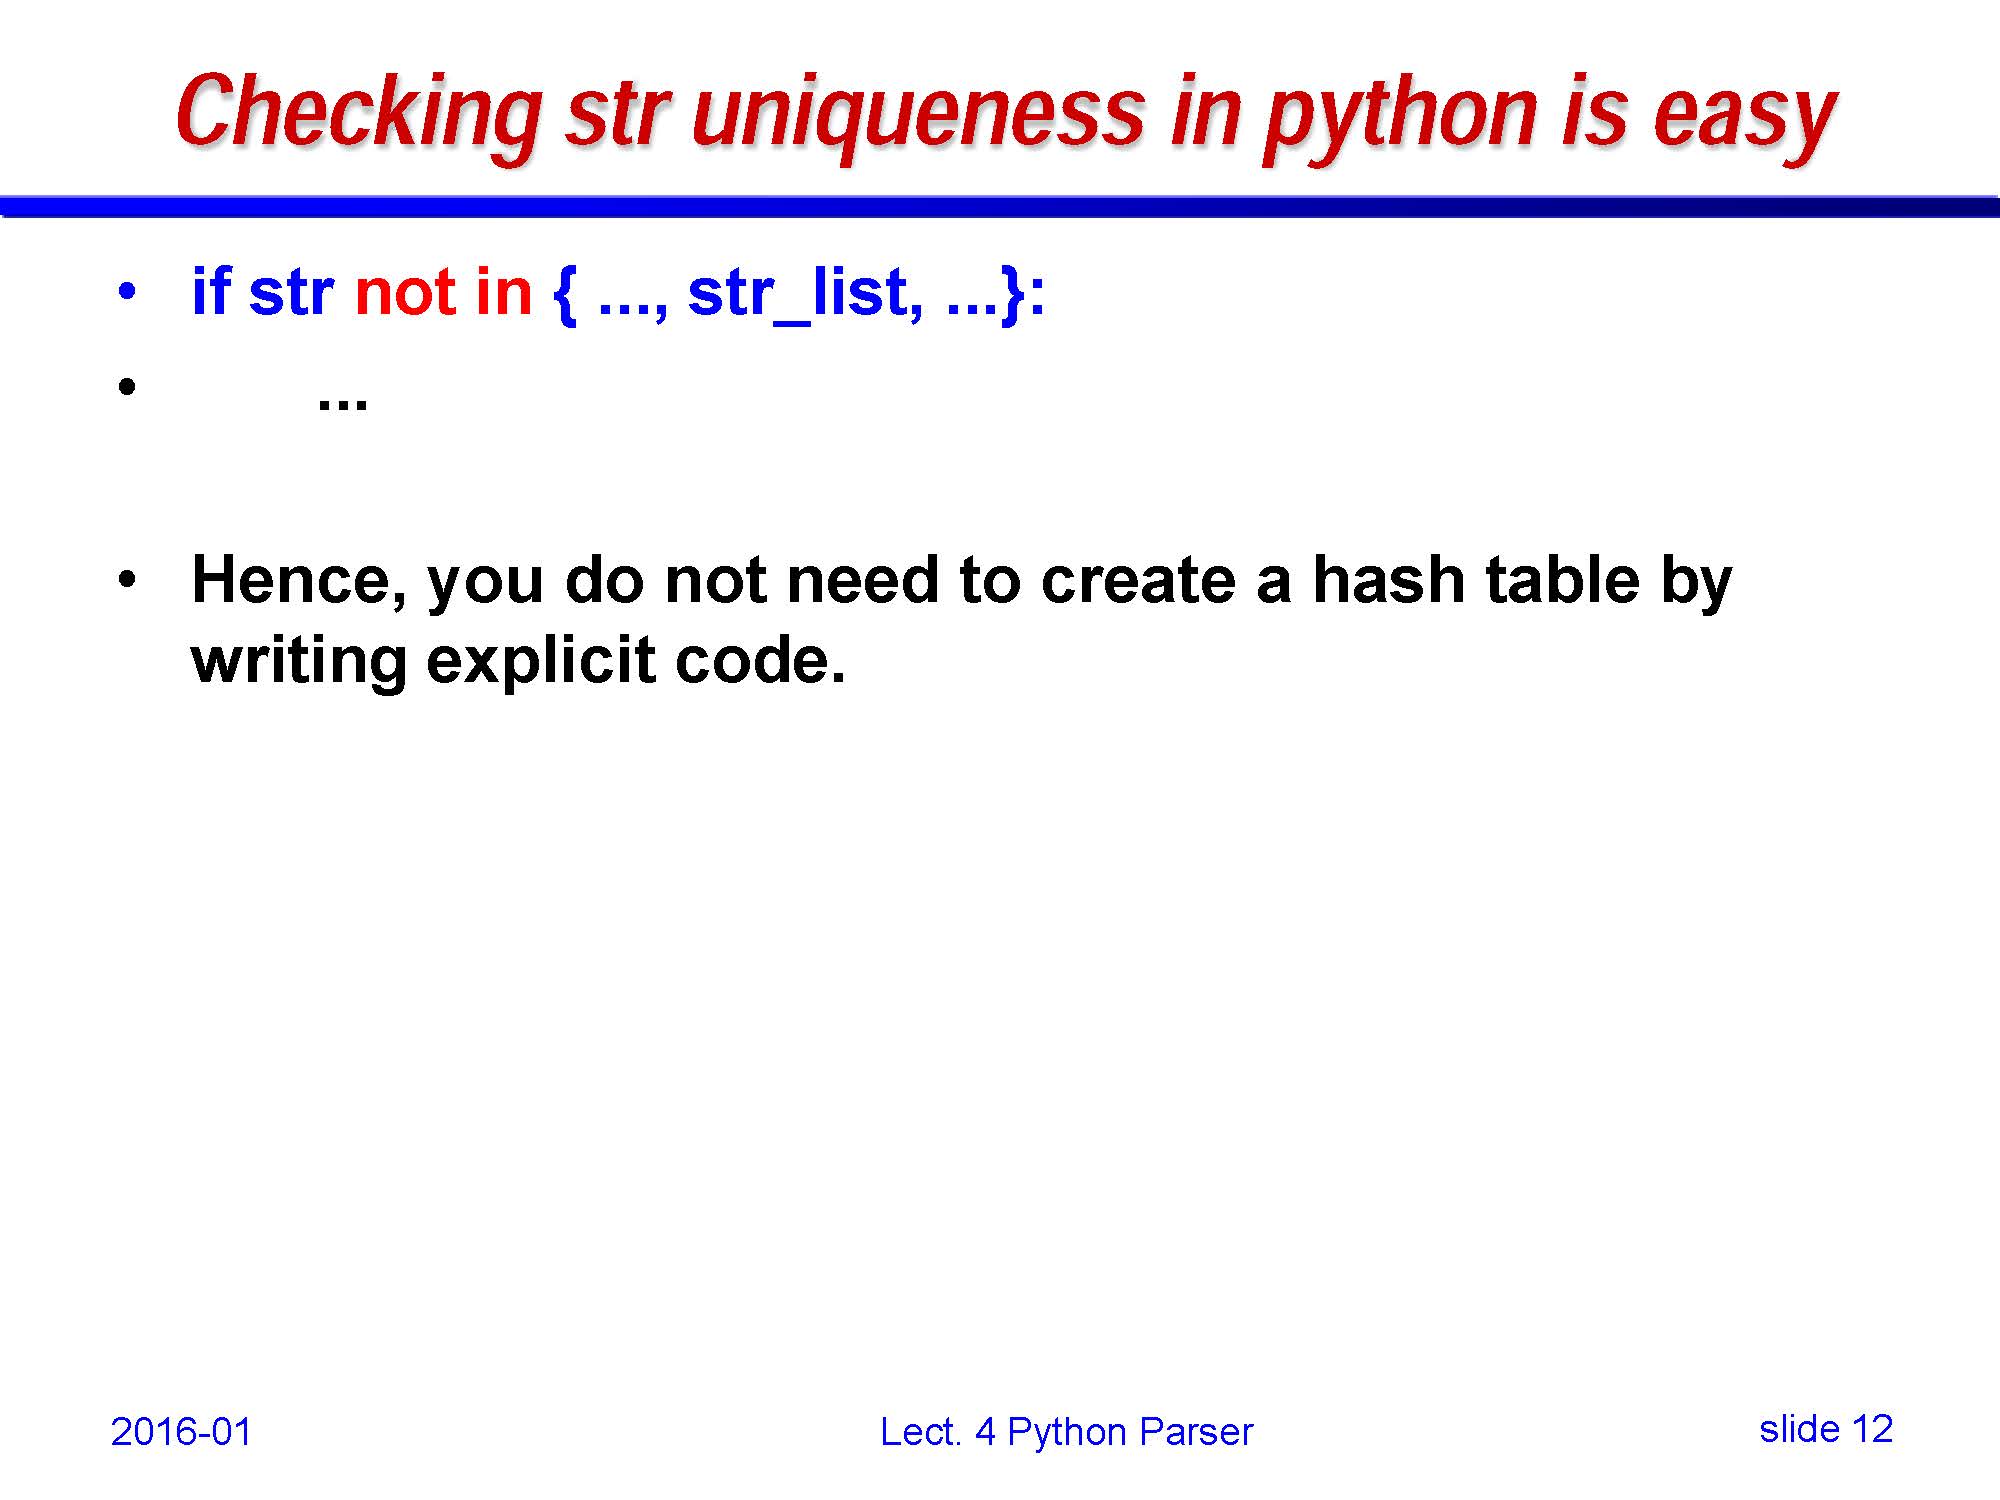 Checking str uniqueness in python is easy
• if str not in { ..., str_list, ...}:
• ...
• Hence, you do not need to create a hash table by
writing explicit code.
2016-01
Lect. 4 Python Parser
slide 12